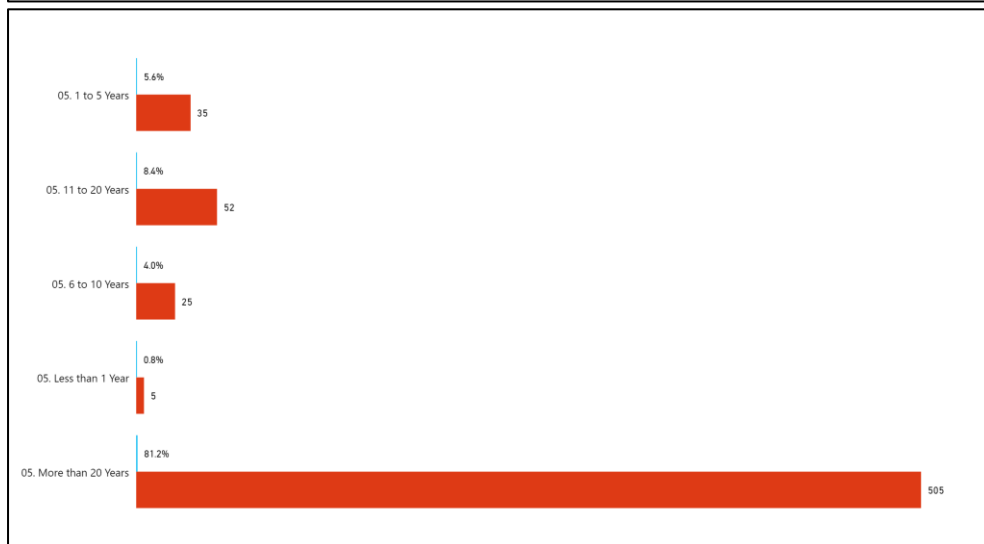 5.6%
05. 1 to 5 Years
35
8.4%
05. 11 to 20 Years
52
4.0%
05. 6 to 10 Years
25
0.8%
05. Less than 1 Year
5
81.2%
05. More than 20 Years
505